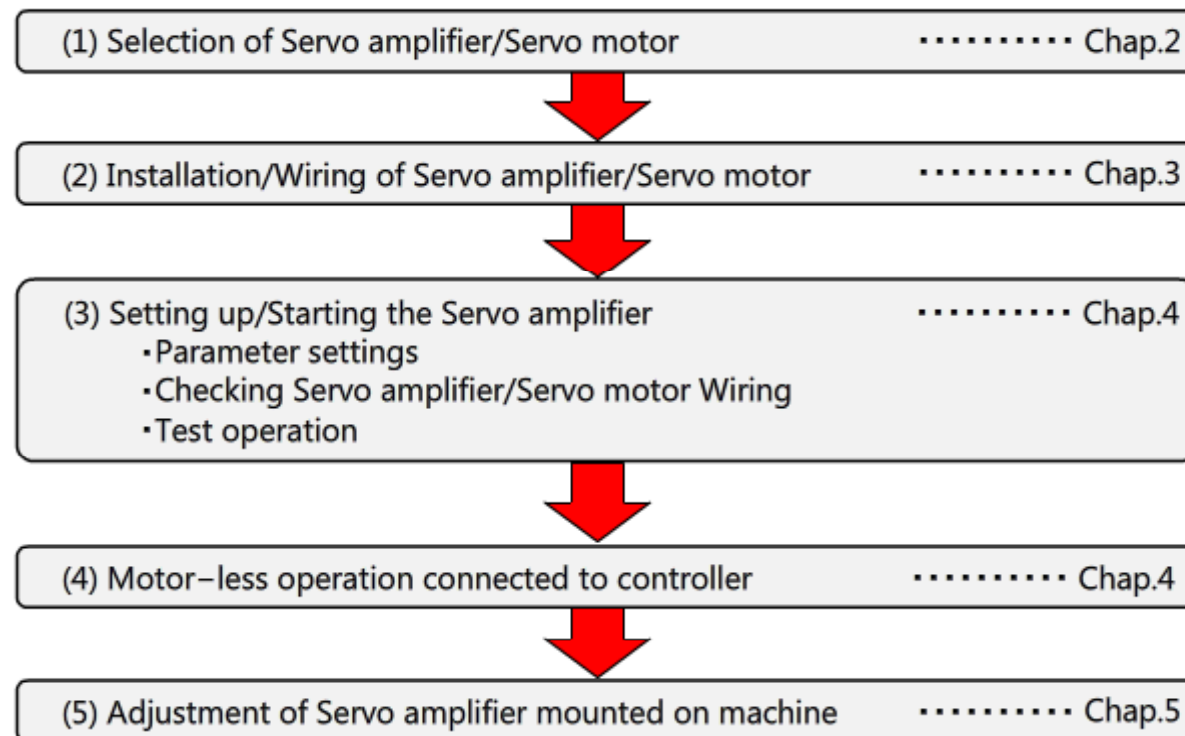 (1) Selection of Servo amplifier/Servo motor ·········· Chap.2
(2) Installation/Wiring of Servo amplifier/Servo motor ·········· Chap.3
(3) Setting up/Starting the Servo amplifier ·········· Chap.4
･Parameter settings
･Checking Servo amplifier/Servo motor Wiring
･Test operation
(4) Motor−less operation connected to controller ·········· Chap.4
(5) Adjustment of Servo amplifier mounted on machine ·········· Chap.5